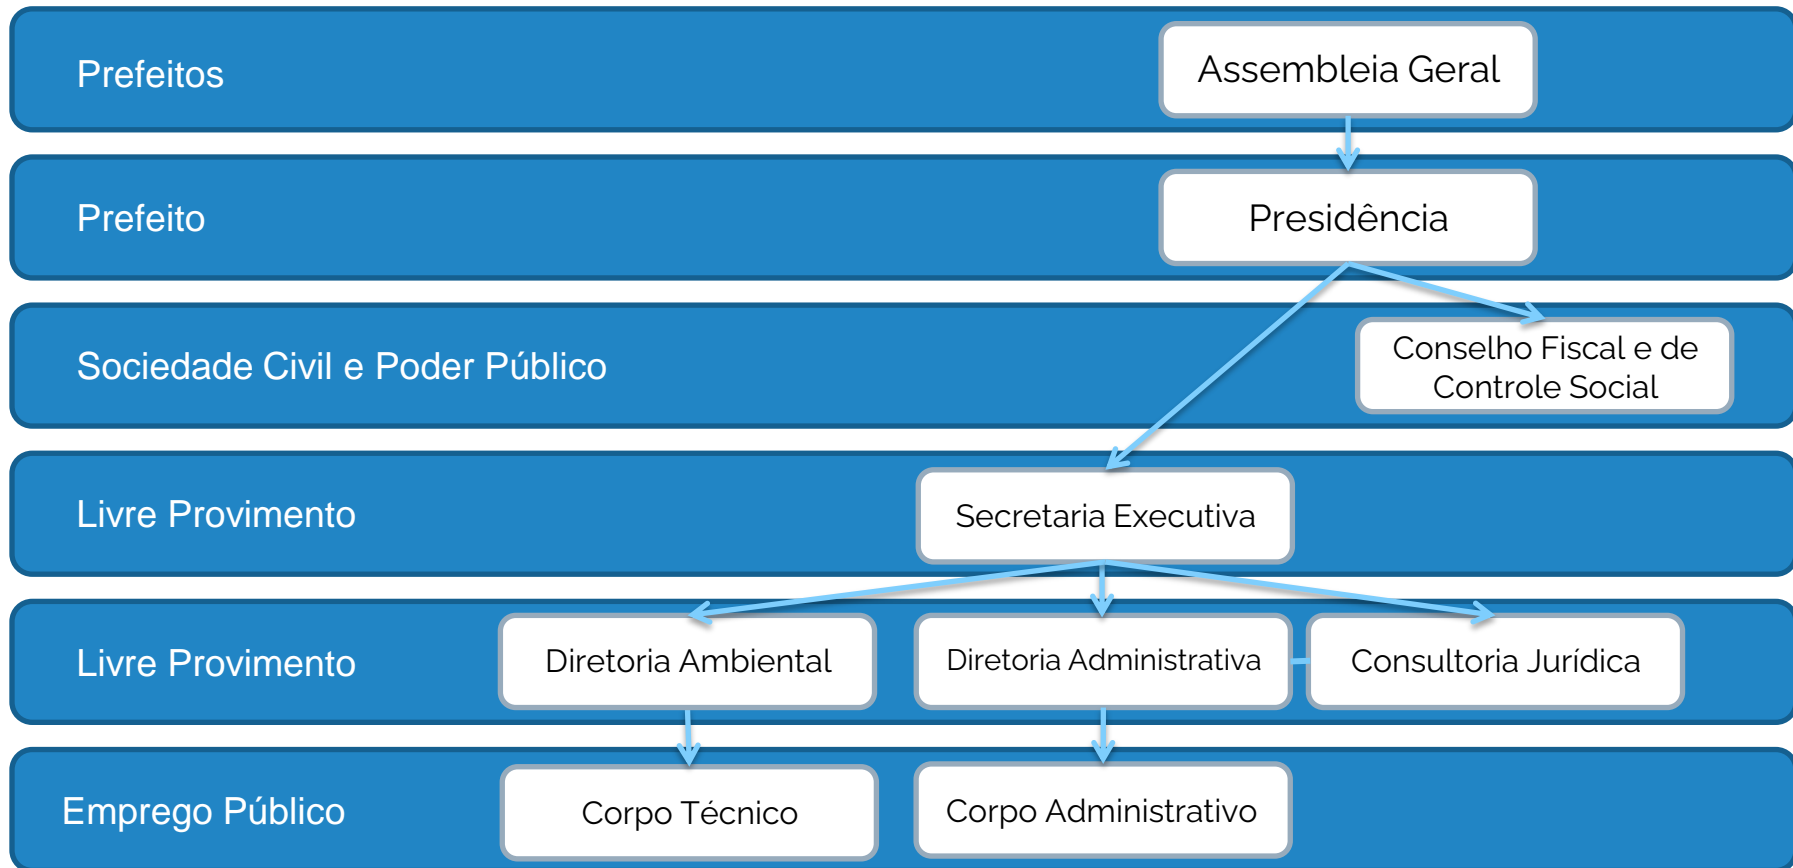 Prefeitos
Assembleia Geral
Prefeito
Presidência
Sociedade Civil e Poder Público
Conselho Fiscal e de
Controle Social
Livre Provimento
Secretaria Executiva
Livre Provimento
Diretoria Ambiental
Diretoria Administrativa
Consultoria Jurídica
Emprego Público
Corpo Técnico
Corpo Administrativo